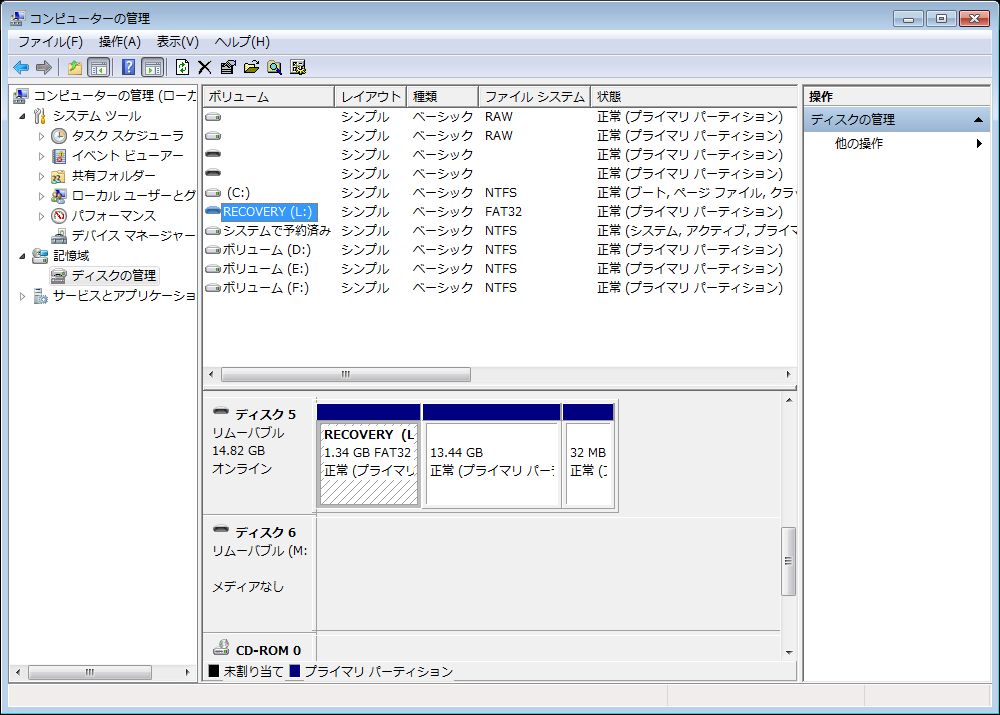 コンピューターの管理
ファイル(F) 操作(A) 表示(V) ヘルプ(H)
コンピューターの管理 (ローカ
システム ツール
タスク スケジューラ
イベント ビューアー
共有フォルダー
ローカル ユーザーとグ
パフォーマンス
デバイス マネージャー
記憶域
ディスクの管理
サービスとアプリケーショ
ボリューム レイアウト 種類 ファイル システム 状態
シンプル ベーシック RAW 正常 (プライマリ パーティション)
シンプル ベーシック RAW 正常 (プライマリ パーティション)
シンプル ベーシック 正常 (プライマリ パーティション)
シンプル ベーシック 正常 (プライマリ パーティション)
(C:) シンプル ベーシック NTFS 正常 (ブート, ページ ファイル, クラッ
RECOVERY (L:) シンプル ベーシック FAT32 正常 (プライマリ パーティション)
システムで予約済み シンプル ベーシック NTFS 正常 (システム, アクティブ, プライマ
ボリューム (D:) シンプル ベーシック NTFS 正常 (プライマリ パーティション)
ボリューム (E:) シンプル ベーシック NTFS 正常 (プライマリ パーティション)
ボリューム (F:) シンプル ベーシック NTFS 正常 (プライマリ パーティション)
ディスク 5
リムーバブル
14.82 GB
オンライン
RECOVERY (L
1.34 GB FAT32
正常 (プライマリ
13.44 GB
正常 (プライマリ パーテ
32 MB
正常 (
ディスク 6
リムーバブル (M:
メディアなし
CD-ROM 0
未割り当て プライマリ パーティション
操作
ディスクの管理
他の操作